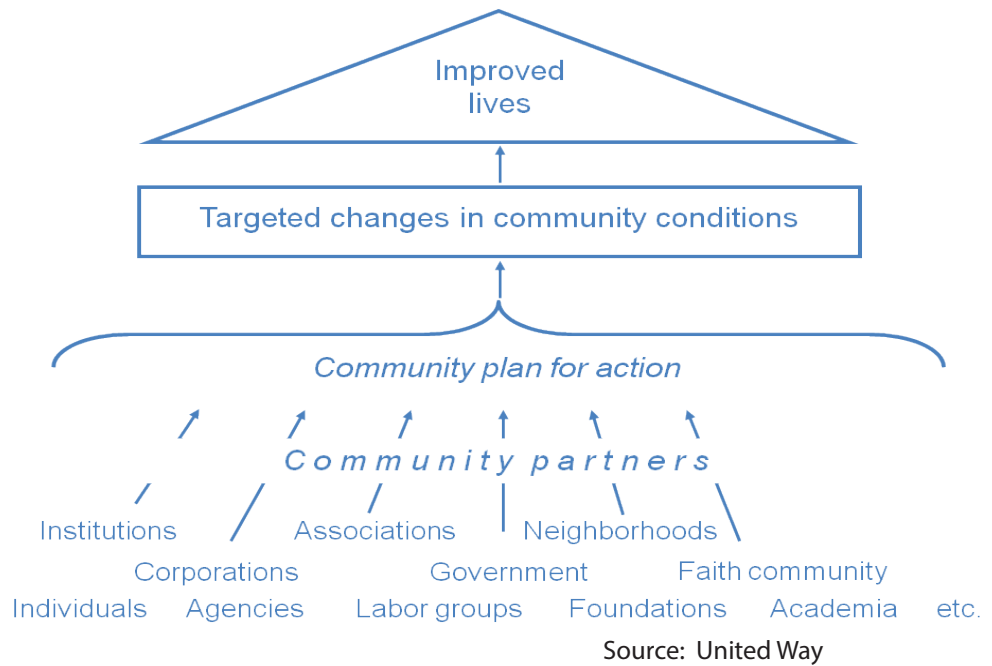 Improved
lives
Targeted changes in community conditions
Community plan for action
Community partners
Institutions Associations Neighborhoods
Corporations Government Faith community
Individuals Agencies Labor groups Foundations Academia etc.
Source: United Way